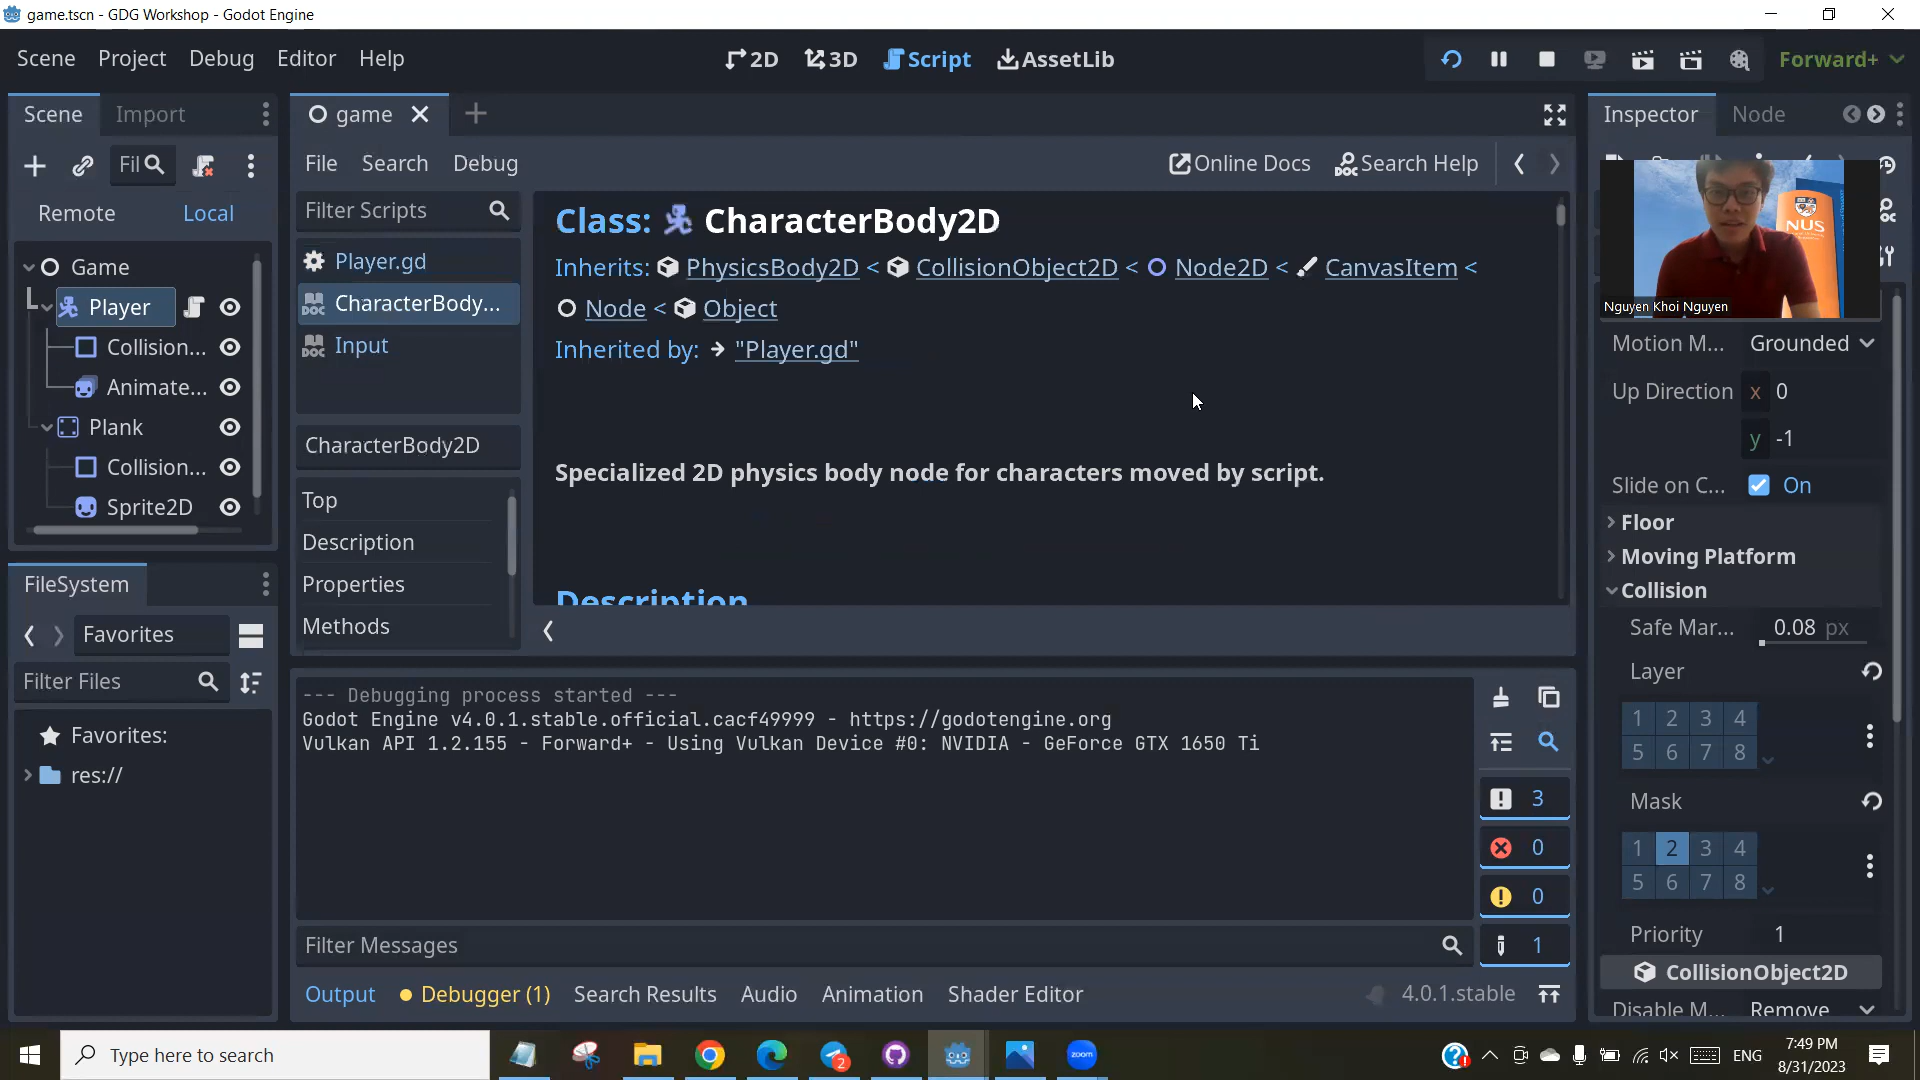 game.tscn - GDG Workshop - Godot Engine
Scene Project Debug Editor Help
2D 3D Script AssetLib
Forward+
Scene Import
Fil
Remote Local
Game
Player
Collision...
Animate...
Plank
Collision...
Sprite2D
FileSystem
Favorites
Filter Files
Favorites:
res://
game
File Search Debug
Online Docs Search Help
Filter Scripts
Player.gd
DOC CharacterBody...
DOC Input
CharacterBody2D
Top
Description
Properties
Methods
Class: CharacterBody2D
Inherits: PhysicsBody2D < CollisionObject2D < Node2D < CanvasItem <
Node < Object
Inherited by: "Player.gd"
Specialized 2D physics body node for characters moved by script.
Description
--- Debugging process started ---
Godot Engine v4.0.1.stable.official.cacf49999 - https://godotengine.org
Vulkan API 1.2.155 - Forward+ - Using Vulkan Device #0: NVIDIA - GeForce GTX 1650 Ti
3
0
0
1
Filter Messages
Output Debugger (1) Search Results Audio Animation Shader Editor
4.0.1.stable
Inspector Node
NUS
Nguyen Khoi Nguyen
Motion M... Grounded
Up Direction x 0
y -1
Slide on C... On
Floor
Moving Platform
Collision
Safe Mar... 0.08 px
Layer
1 2 3 4
5 6 7 8
Mask
1 2 3 4
5 6 7 8
Priority 1
CollisionObject2D
Disable M... Remove
Type here to search
2
zoom
ENG
7:49 PM
8/31/2023